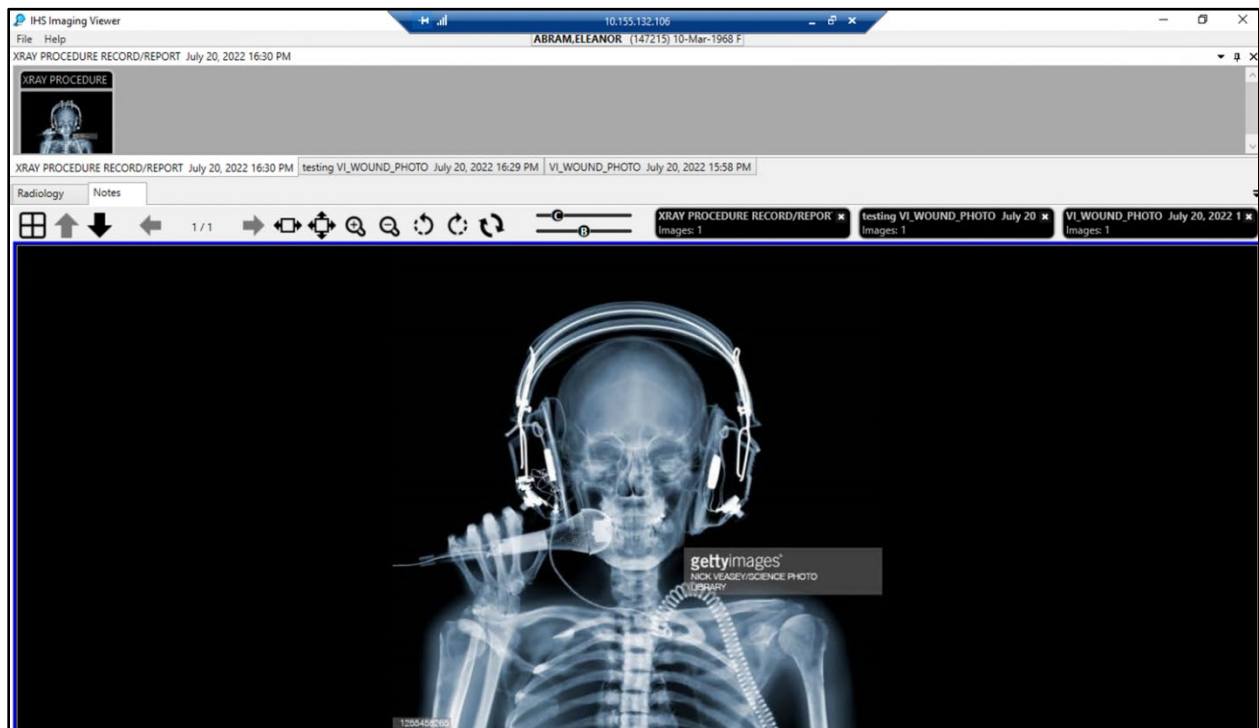 IHS Imaging Viewer
10.155.132.106
File Help
ABRAM,ELEANOR (147215) 10-Mar-1968 F
XRAY PROCEDURE RECORD/REPORT July 20, 2022 16:30 PM
XRAY PROCEDURE
XRAY PROCEDURE RECORD/REPORT July 20, 2022 16:30 PM
testing VI_WOUND_PHOTO July 20, 2022 16:29 PM
VI_WOUND_PHOTO July 20, 2022 15:58 PM
Radiology
Notes
1 / 1
C
B
XRAY PROCEDURE RECORD/REPOR
Images: 1
testing VI_WOUND_PHOTO July 20
Images: 1
VI_WOUND_PHOTO July 20, 2022 1
Images: 1
gettyimages®
NICK VEASEY/SCIENCE PHOTO
LIBRARY
1255458265